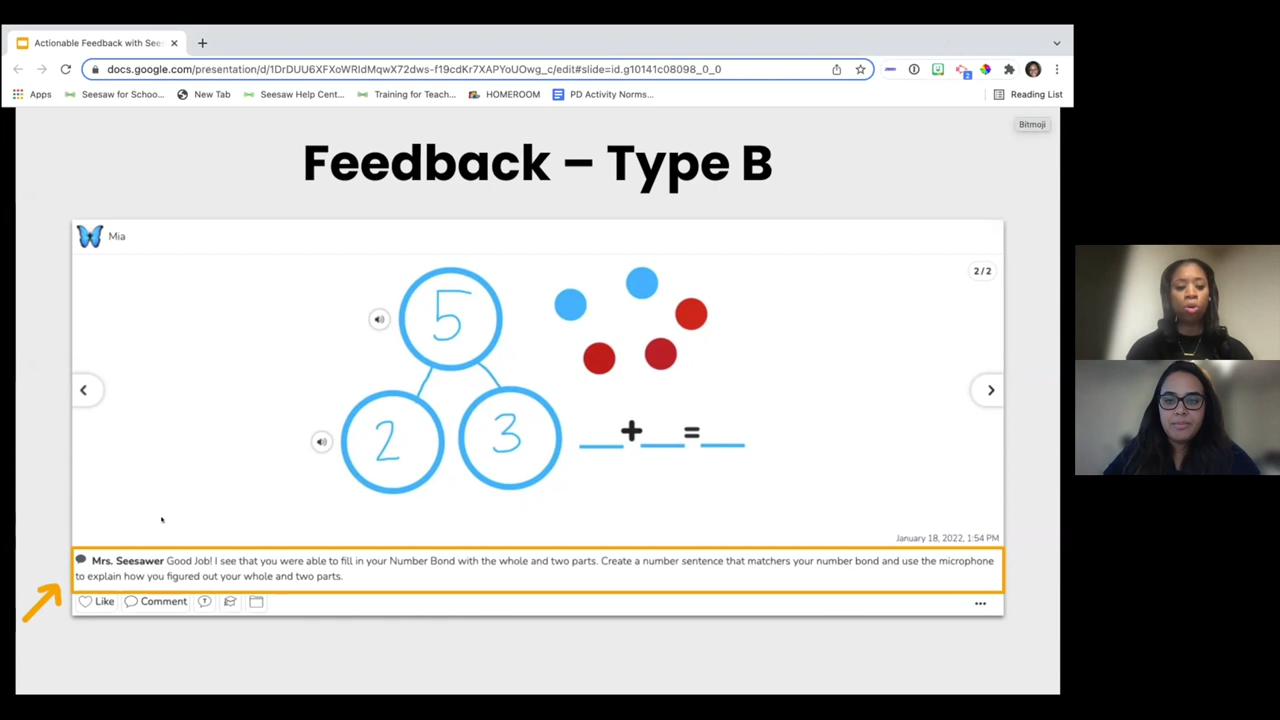 Actionable Feedback with See
docs.google.com/presentation/d/1DrDUU6XFXoWRIdMqwX72dws-f19cdKr7XAPYoUOwg_c/edit#slide=id.g10141c08098_0_0
2
Apps Seesaw for Schoo... New Tab Seesaw Help Cent... Training for Teach... HOMEROOM PD Activity Norms... Reading List
Bitmoji
Feedback – Type B
Mia
2/2
5
2 3 __+__=__
January 18, 2022, 1:54 PM
Mrs. Seesawer Good Job! I see that you were able to fill in your Number Bond with the whole and two parts. Create a number sentence that matchers your number bond and use the microphone
to explain how you figured out your whole and two parts.
Like Comment T